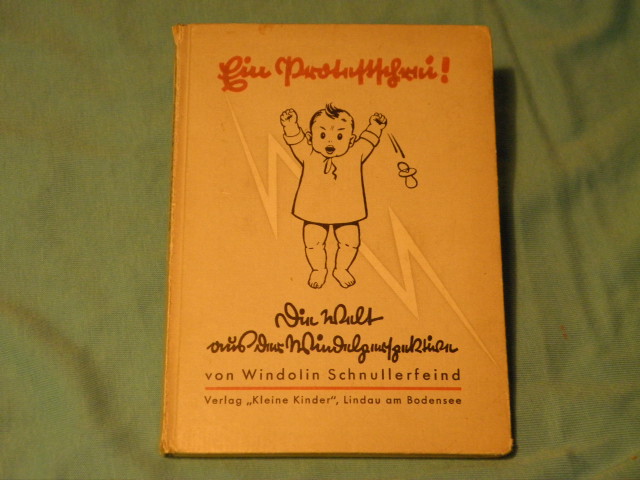 Ein Protestschrei!
Die Welt
aus der Windelperspektive
von Windolin Schnullerfeind
Verlag „Kleine Kinder", Lindau am Bodensee